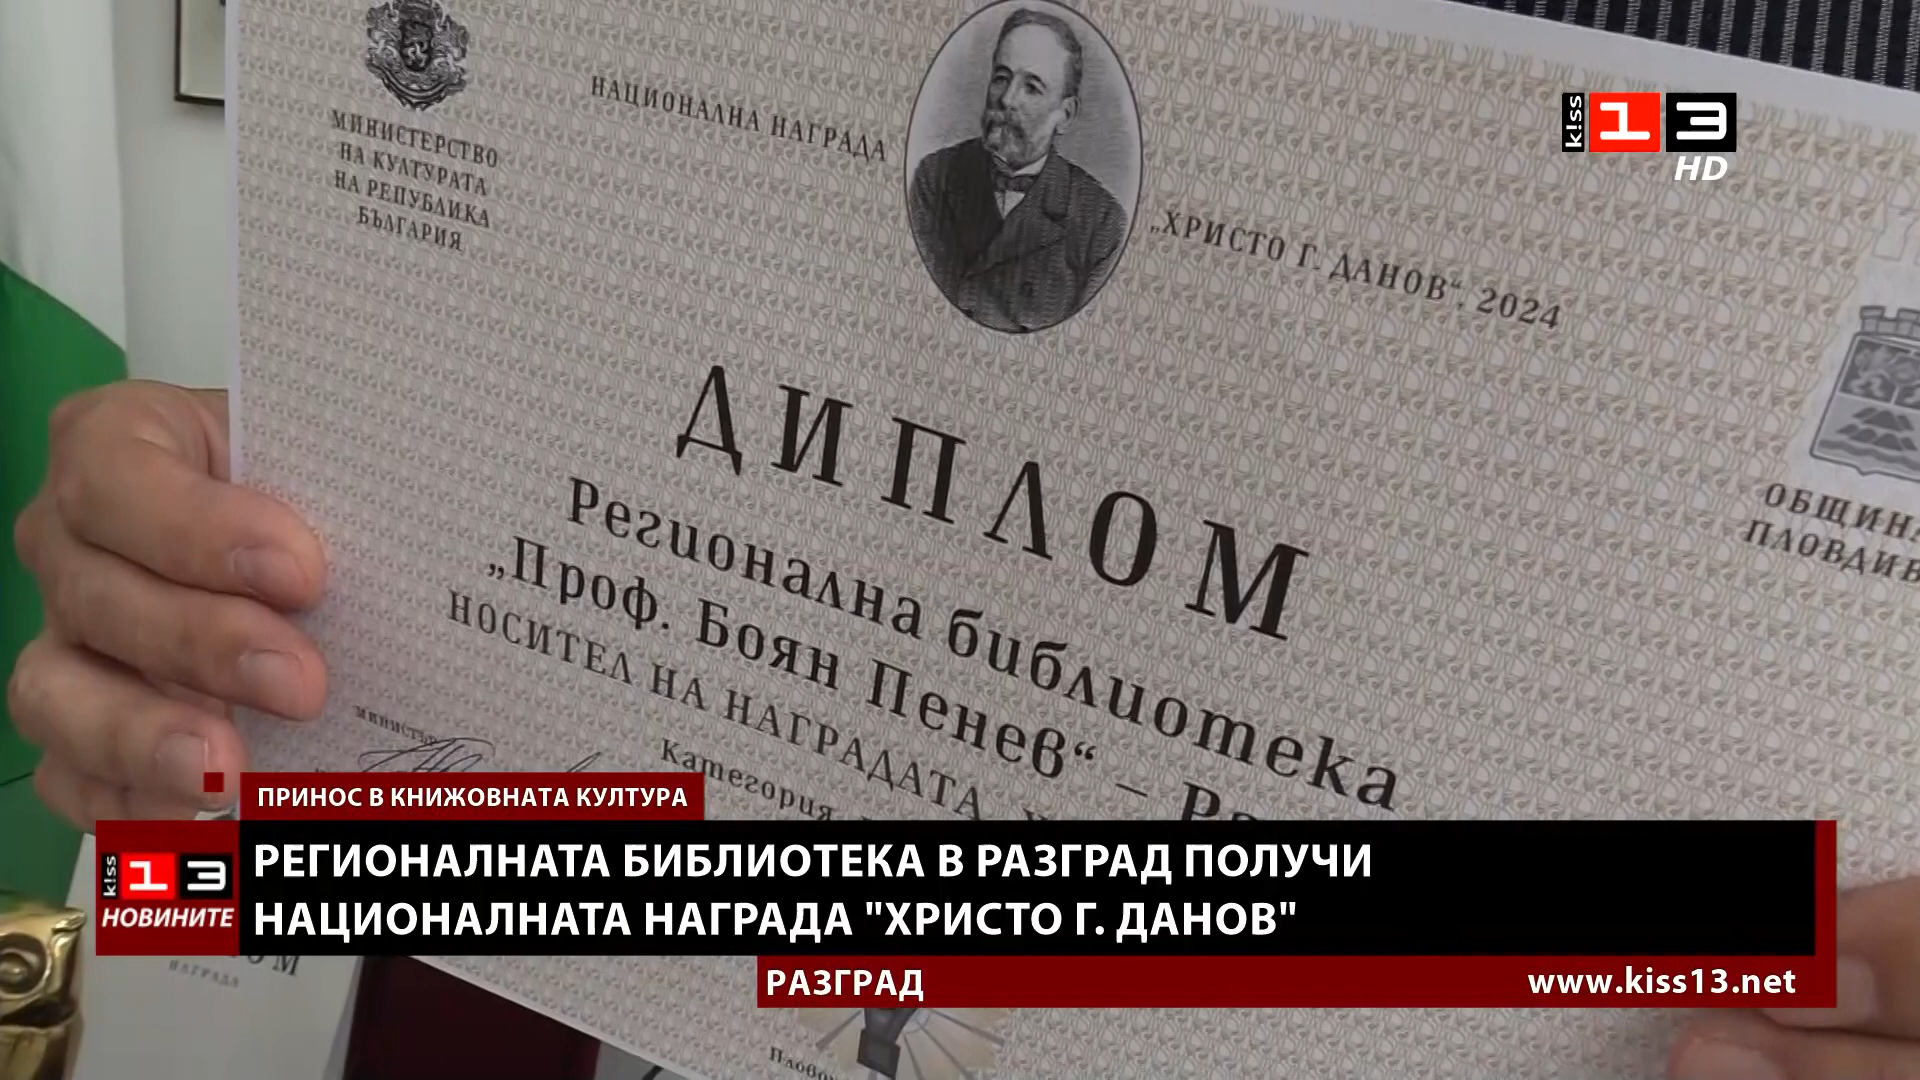 МИНИСТЕРСТВО
НА КУЛТУРАТА
НА РЕПУБЛИКА
БЪЛГАРИЯ
НАЦИОНАЛНА НАГРАДА
„ХРИСТО Г. ДАНОВ“, 2024
kiss 13
HD
ОБЩИНА
ПЛОВДИВ
ДИПЛОМ
Регионална библиотека
„Проф. Боян Пенев“ –
НОСИТЕЛ НА НАГРАДАТА
Категория
министър
ПРИНОС В КНИЖОВНАТА КУЛТУРА
kiss 13
НОВИНИТЕ
РЕГИОНАЛНАТА БИБЛИОТЕКА В РАЗГРАД ПОЛУЧИ
НАЦИОНАЛНАТА НАГРАДА "ХРИСТО Г. ДАНОВ"
НАГРАДА
РАЗГРАД
www.kiss13.net